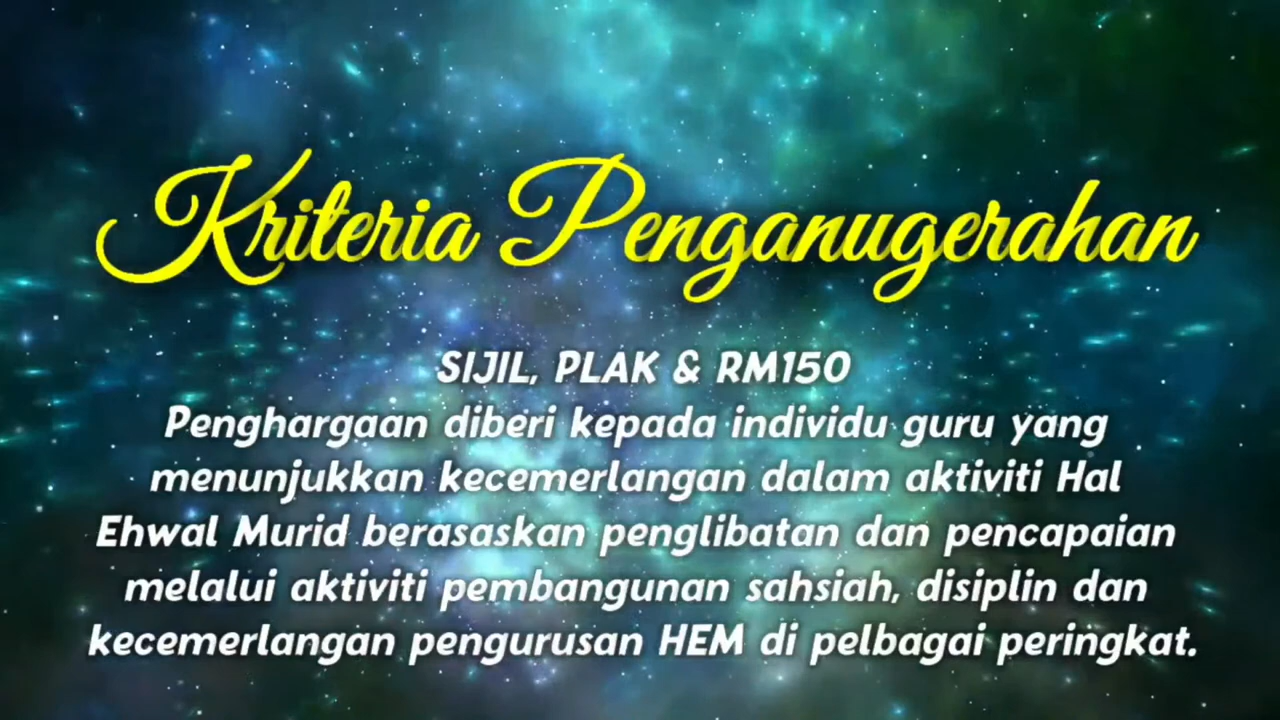 Kriteria Penganugerahan
SIJIL, PLAK & RM150
Penghargaan diberi kepada individu guru yang
menunjukkan kecemerlangan dalam aktiviti Hal
Ehwal Murid berasaskan penglibatan dan pencapaian
melalui aktiviti pembangunan sahsiah, disiplin dan
kecemerlangan pengurusan HEM di pelbagai peringkat.